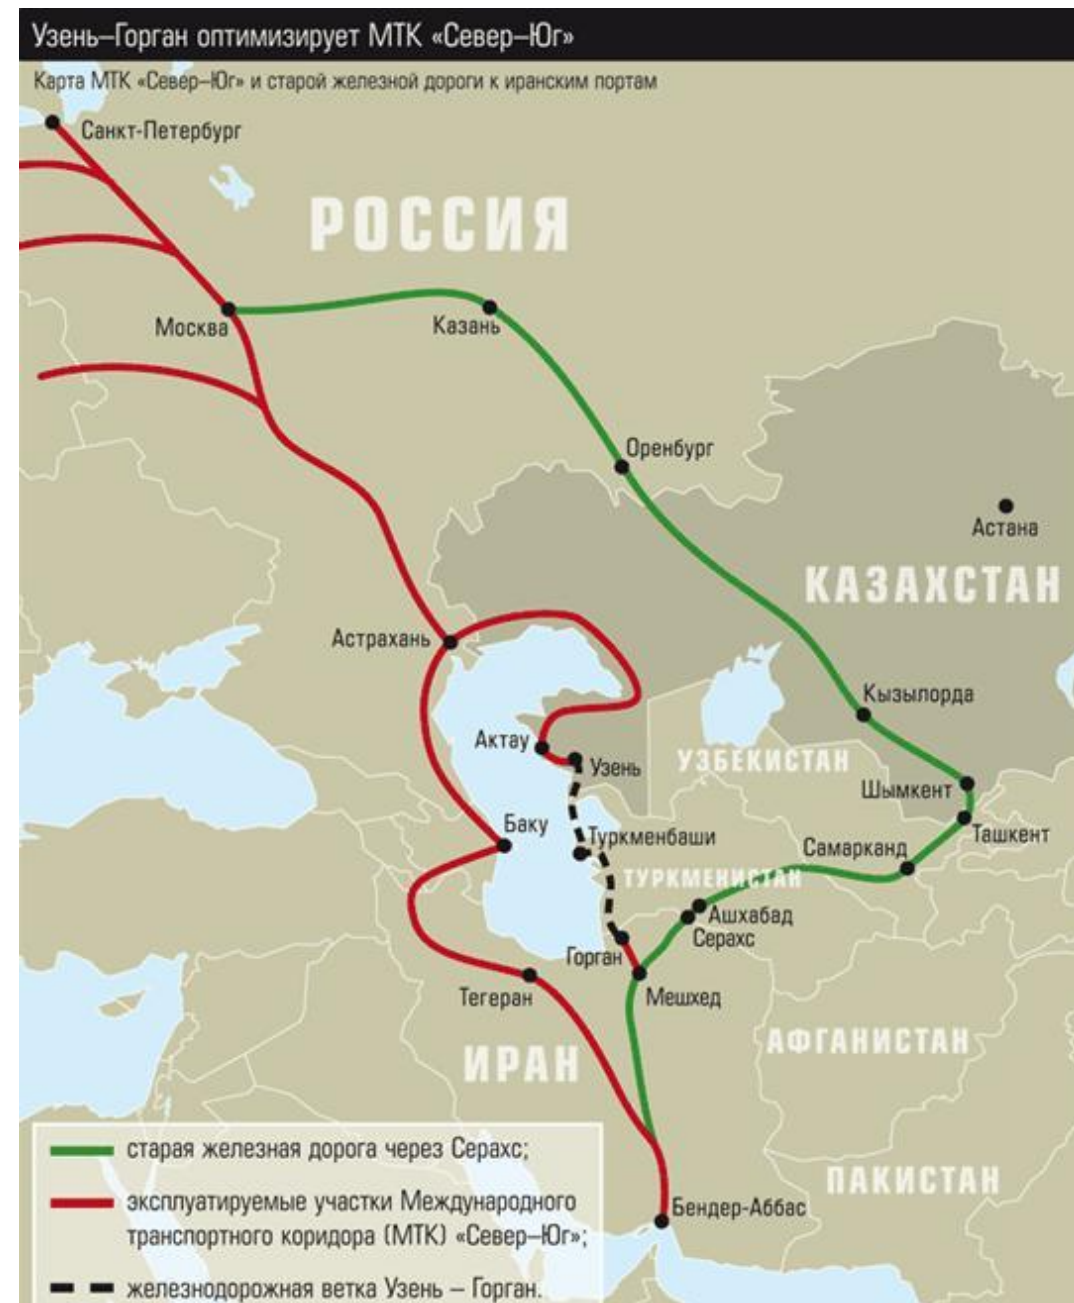 Узень–Горган оптимизирует МТК «Север–Юг»
Карта МТК «Север–Юг» и старой железной дороги к иранским портам
Санкт-Петербург
РОССИЯ
Москва
Казань
Оренбург
Астана
КАЗАХСТАН
Астрахань
Кызылорда
Актау
Узень
УЗБЕКИСТАН
Шымкент
Баку
Туркменбаши
Ташкент
Самарканд
ТУРКМЕНИСТАН
Ашхабад
Серахс
Горган
Тегеран
Мешхед
АФГАНИСТАН
ИРАН
старая железная дорога через Серахс;
ПАКИСТАН
эксплуатируемые участки Международного
транспортного коридора (МТК) «Север–Юг»;
Бендер-Аббас
железнодорожная ветка Узень – Горган.